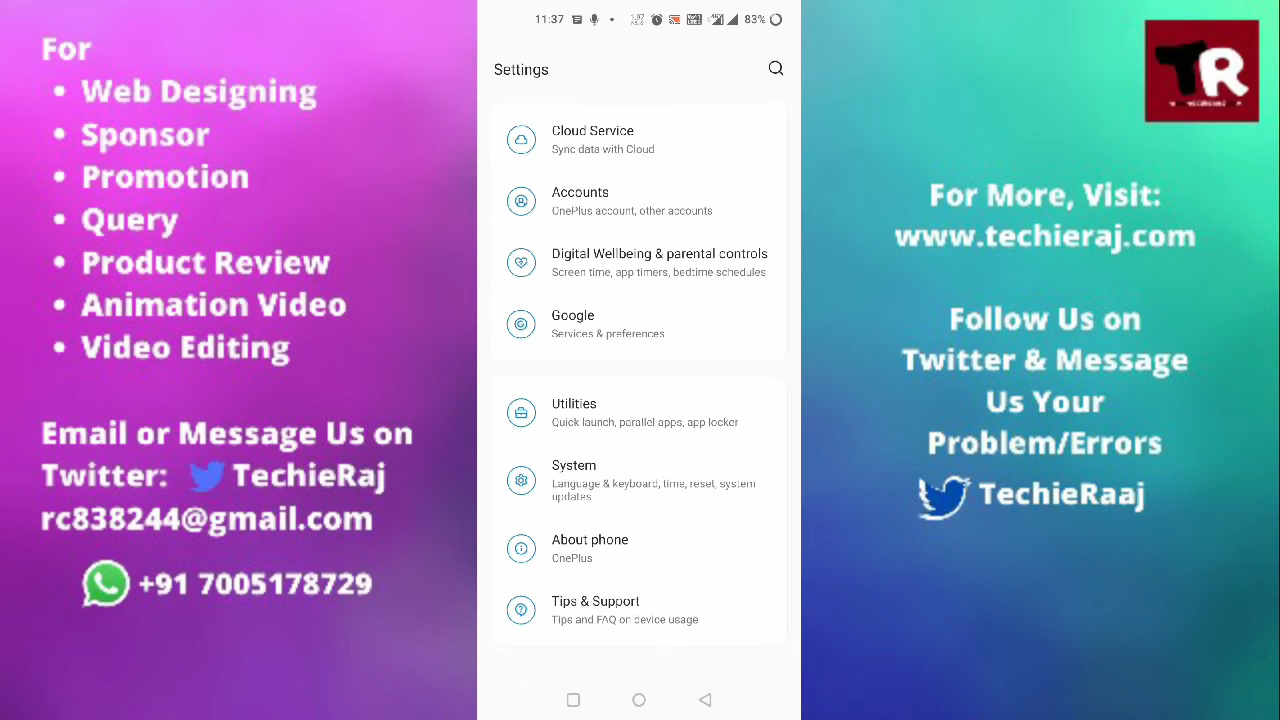 For
• Web Designing
• Sponsor
• Promotion
• Query
• Product Review
• Animation Video
• Video Editing
Email or Message Us on
Twitter: TechieRaj
rc838244@gmail.com
+91 7005178729
11:37
83%
Settings
Cloud Service
Sync data with Cloud
Accounts
OnePlus account, other accounts
Digital Wellbeing & parental controls
Screen time, app timers, bedtime schedules
Google
Services & preferences
Utilities
Quick launch, parallel apps, app locker
System
Language & keyboard, time, reset, system
updates
About phone
OnePlus
Tips & Support
Tips and FAQ on device usage
TR
For More, Visit:
www.techieraj.com
Follow Us on
Twitter & Message
Us Your
Problem/Errors
TechieRaaj